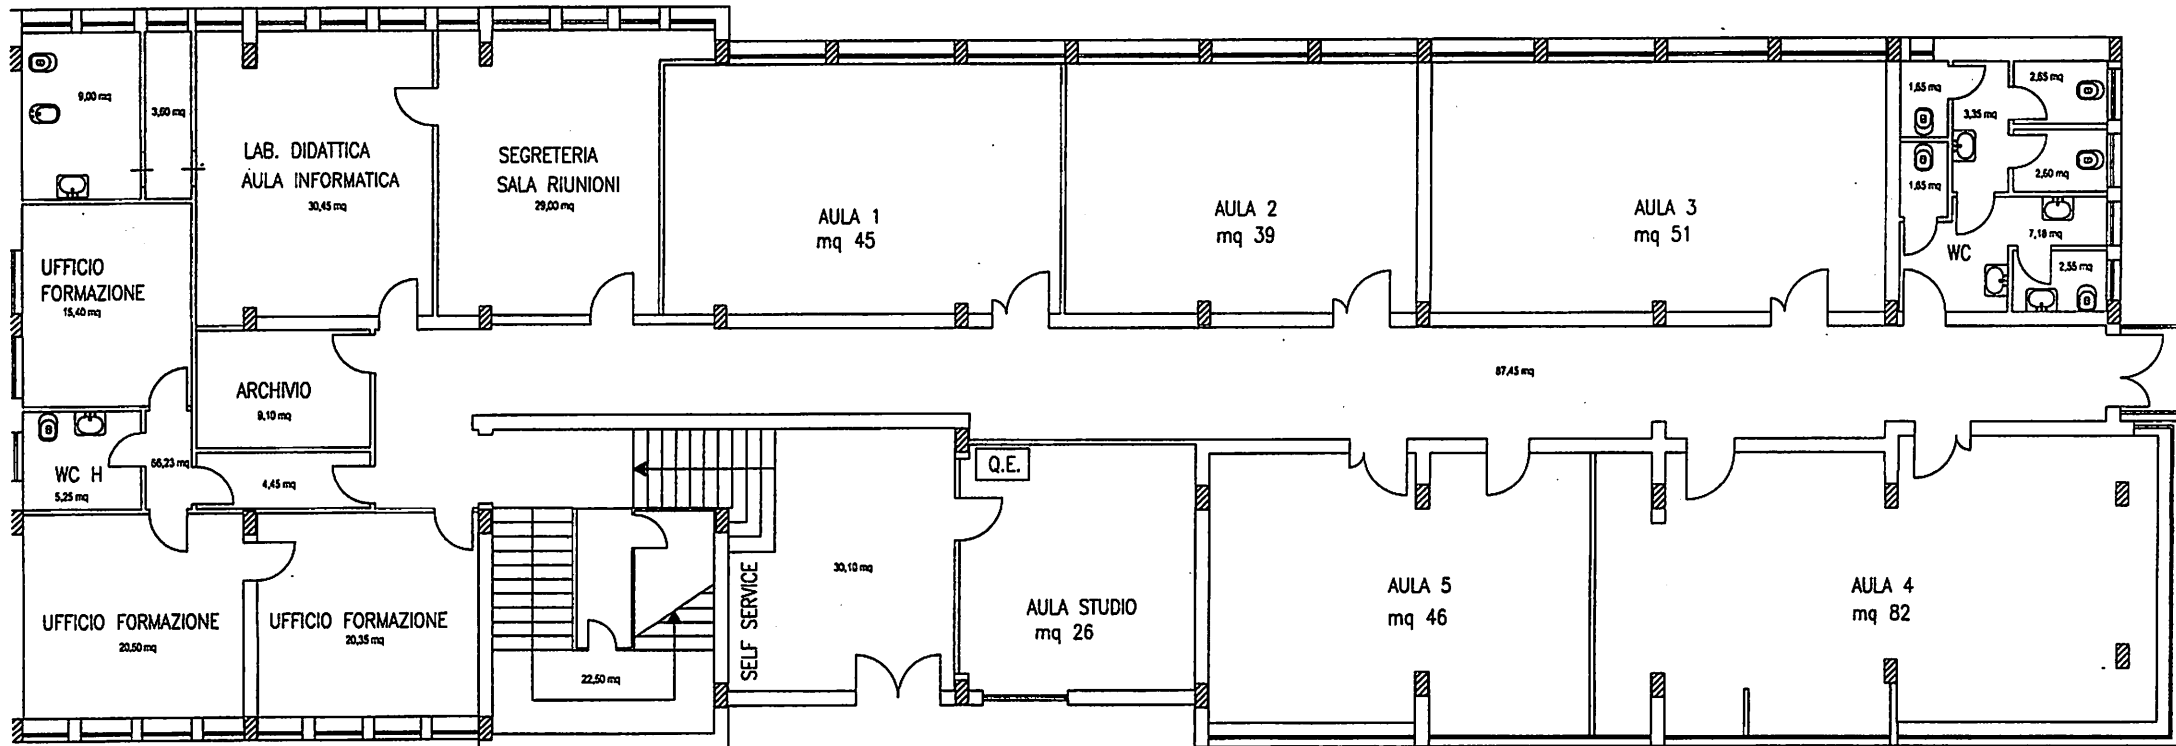 9,00 mq
3,60 mq
LAB. DIDATTICA
AULA INFORMATICA
30,45 mq
SEGRETERIA
SALA RIUNIONI
29,00 mq
AULA 1
mq 45
AULA 2
mq 39
AULA 3
mq 51
1,65 mq
3,35 mq
2,65 mq
1,65 mq
2,60 mq
7,18 mq
WC
2,55 mq
UFFICIO
FORMAZIONE
15,40 mq
ARCHIVIO
9,10 mq
87,45 mq
WC H
5,25 mq
66,23 mq
4,45 mq
Q.E.
UFFICIO FORMAZIONE
20,50 mq
UFFICIO FORMAZIONE
20,35 mq
22,50 mq
SELF SERVICE
30,10 mq
AULA STUDIO
mq 26
AULA 5
mq 46
AULA 4
mq 82